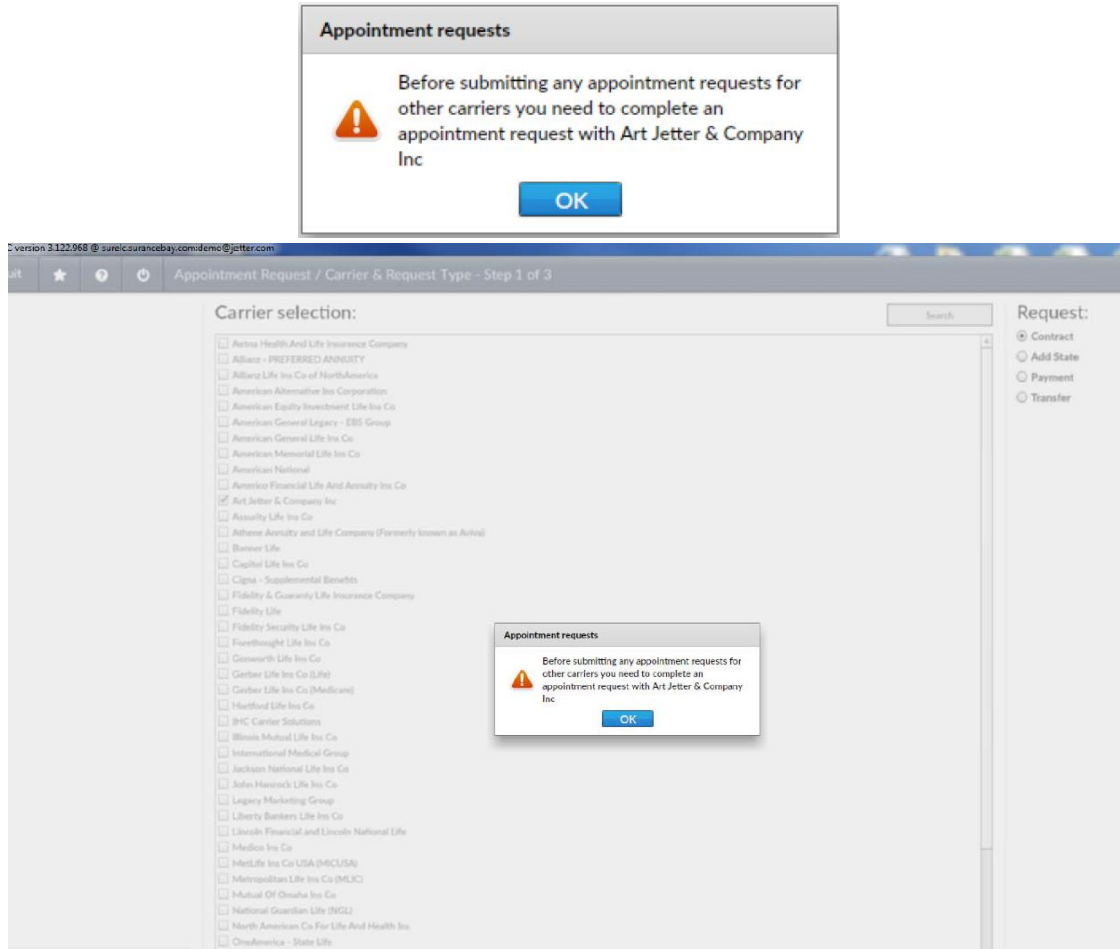 Appointment requests
Before submitting any appointment requests for
other carriers you need to complete an
appointment request with Art Jetter & Company
Inc
OK
C version 3.122.968 @ surelc.surancebay.com:demo@jetter.com
uit
Appointment Request / Carrier & Request Type - Step 1 of 3
Carrier selection:
Search
Request:
Aetna Health And Life Insurance Company
Allianz - PREFERRED ANNUITY
Allianz Life Ins Co of NorthAmerica
American Alternative Ins Corporation
American Equity Investment Life Ins Co
American General Legacy - EBS Group
American General Life Ins Co
American Memorial Life Ins Co
American National
Americo Financial Life And Annuity Ins Co
Art Jetter & Company Inc
Assurity Life Ins Co
Athene Annuity and Life Company (Formerly known as Aviva)
Banner Life
Capitol Life Ins Co
Cigna - Supplemental Benefits
Fidelity & Guaranty Life Insurance Company
Fidelity Life
Fidelity Security Life Ins Co
Forethought Life Ins Co
Genworth Life Ins Co
Gerber Life Ins Co (Life)
Gerber Life Ins Co (Medicare)
Hartford Life Ins Co
IHC Carrier Solutions
Illinois Mutual Life Ins Co
International Medical Group
Jackson National Life Ins Co
John Hancock Life Ins Co
Legacy Marketing Group
Liberty Bankers Life Ins Co
Lincoln Financial and Lincoln National Life
Medico Ins Co
MetLife Ins Co USA (MICUSA)
Metropolitan Life Ins Co (MLIC)
Mutual Of Omaha Ins Co
National Guardian Life (NGL)
North American Co For Life And Health Ins
OneAmerica - State Life
Contract
Add State
Payment
Transfer
Appointment requests
Before submitting any appointment requests for
other carriers you need to complete an
appointment request with Art Jetter & Company
Inc
OK